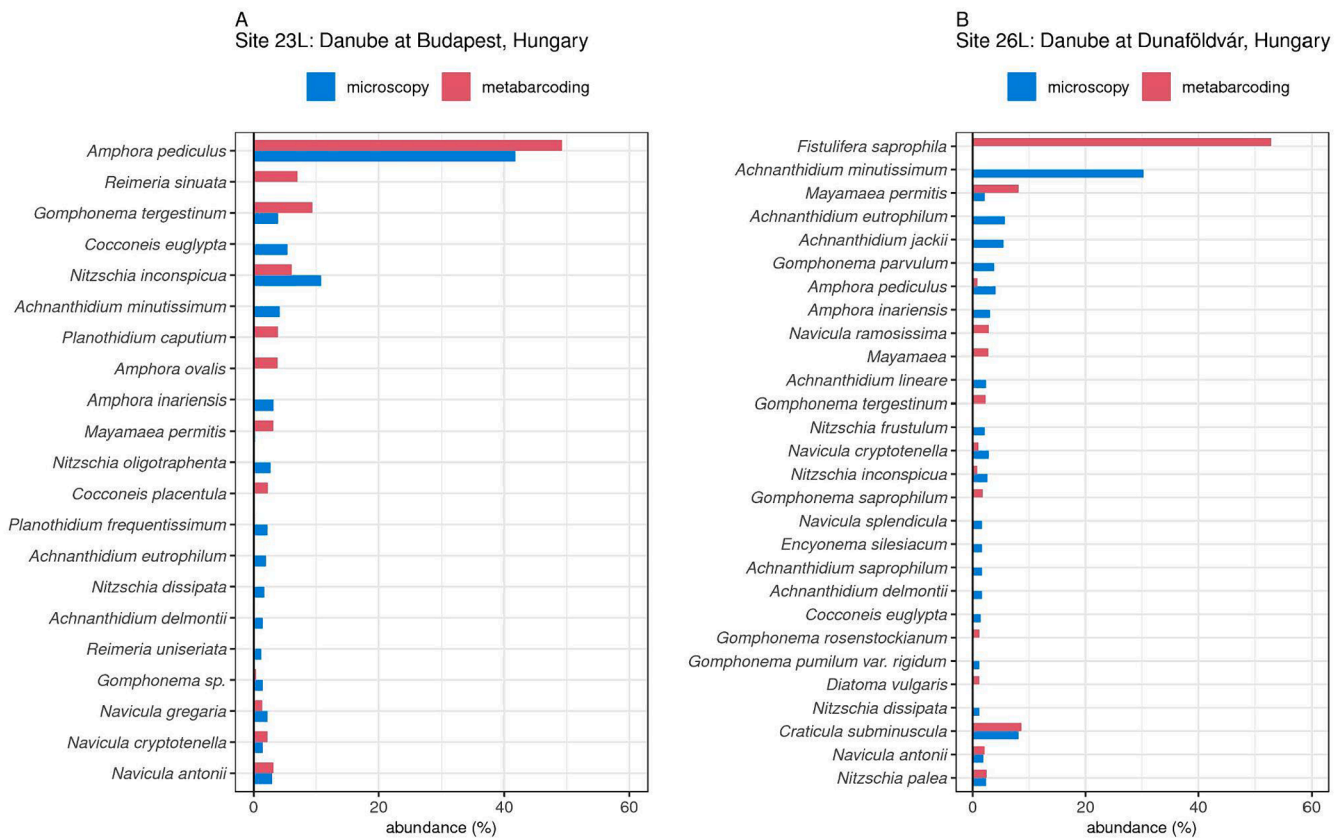 A
Site 23L: Danube at Budapest, Hungary
microscopy metabarcoding
Amphora pediculus
Reimeria sinuata
Gomphonema tergestinum
Cocconeis euglypta
Nitzschia inconspicua
Achnanthidium minutissimum
Planothidium caputium
Amphora ovalis
Amphora inariensis
Mayamaea permitis
Nitzschia oligotraphenta
Cocconeis placentula
Planothidium frequentissimum
Achnanthidium eutrophilum
Nitzschia dissipata
Achnanthidium delmontii
Reimeria uniseriata
Gomphonema sp.
Navicula gregaria
Navicula cryptotenella
Navicula antonii
0 20 40 60
abundance (%)
B
Site 26L: Danube at Dunaföldvár, Hungary
microscopy metabarcoding
Fistulifera saprophila
Achnanthidium minutissimum
Mayamaea permitis
Achnanthidium eutrophilum
Achnanthidium jackii
Gomphonema parvulum
Amphora pediculus
Amphora inariensis
Navicula ramosissima
Mayamaea
Achnanthidium lineare
Gomphonema tergestinum
Nitzschia frustulum
Navicula cryptotenella
Nitzschia inconspicua
Gomphonema saprophilum
Navicula splendicula
Encyonema silesiacum
Achnanthidium saprophilum
Achnanthidium delmontii
Cocconeis euglypta
Gomphonema rosenstockianum
Gomphonema pumilum var. rigidum
Diatoma vulgaris
Nitzschia dissipata
Craticula subminuscula
Navicula antonii
Nitzschia palea
0 20 40 60
abundance (%)